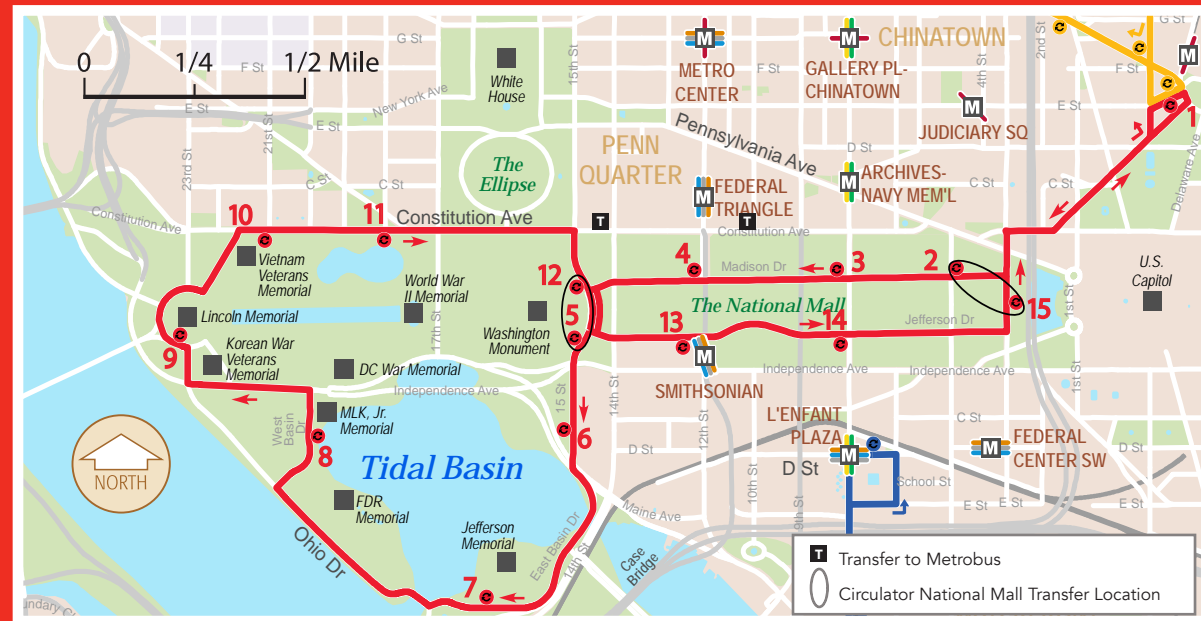 0 1/4 1/2 Mile
G St
F St
E St
21st St
23rd St
New York Ave
E St
C St
C St
White
House
The
Ellipse
15th St
PENN
QUARTER
Pennsylvania Ave
M
METRO
CENTER
F St
M
CHINATOWN
GALLERY PL-
CHINATOWN
F St
4th St
M
JUDICIARY SQ
D St
2nd St
G St
F St
E St
D St
M
1
Delaware Ave
M
FEDERAL
TRIANGLE
M
ARCHIVES-
NAVY MEM'L
C St
C St
Constitution Ave
10
11
Constitution Ave
T
T
Constitution Ave
Vietnam
Veterans
Memorial
World War
II Memorial
17th St
Washington
Monument
12
5
4
Madison Dr
3
2
The National Mall
Jefferson Dr
15
1st St
U.S.
Capitol
Lincoln Memorial
9
Korean War
Veterans
Memorial
DC War Memorial
Independence Ave
13
14
M
SMITHSONIAN
Independence Ave
Independence Ave
1st St
14th St
12th St
15 St
6
West
Basin
Dr
MLK, Jr.
Memorial
8
Tidal Basin
FDR
Memorial
Jefferson
Memorial
7
Ohio Dr
East Basin Dr
14th St
Case
Bridge
Maine Ave
D St
10th St
9th St
L'ENFANT
PLAZA
M
D St
School St
C St
M
FEDERAL
CENTER SW
D St
E St
E St
E St
NORTH
undary C
T Transfer to Metrobus
Circulator National Mall Transfer Location